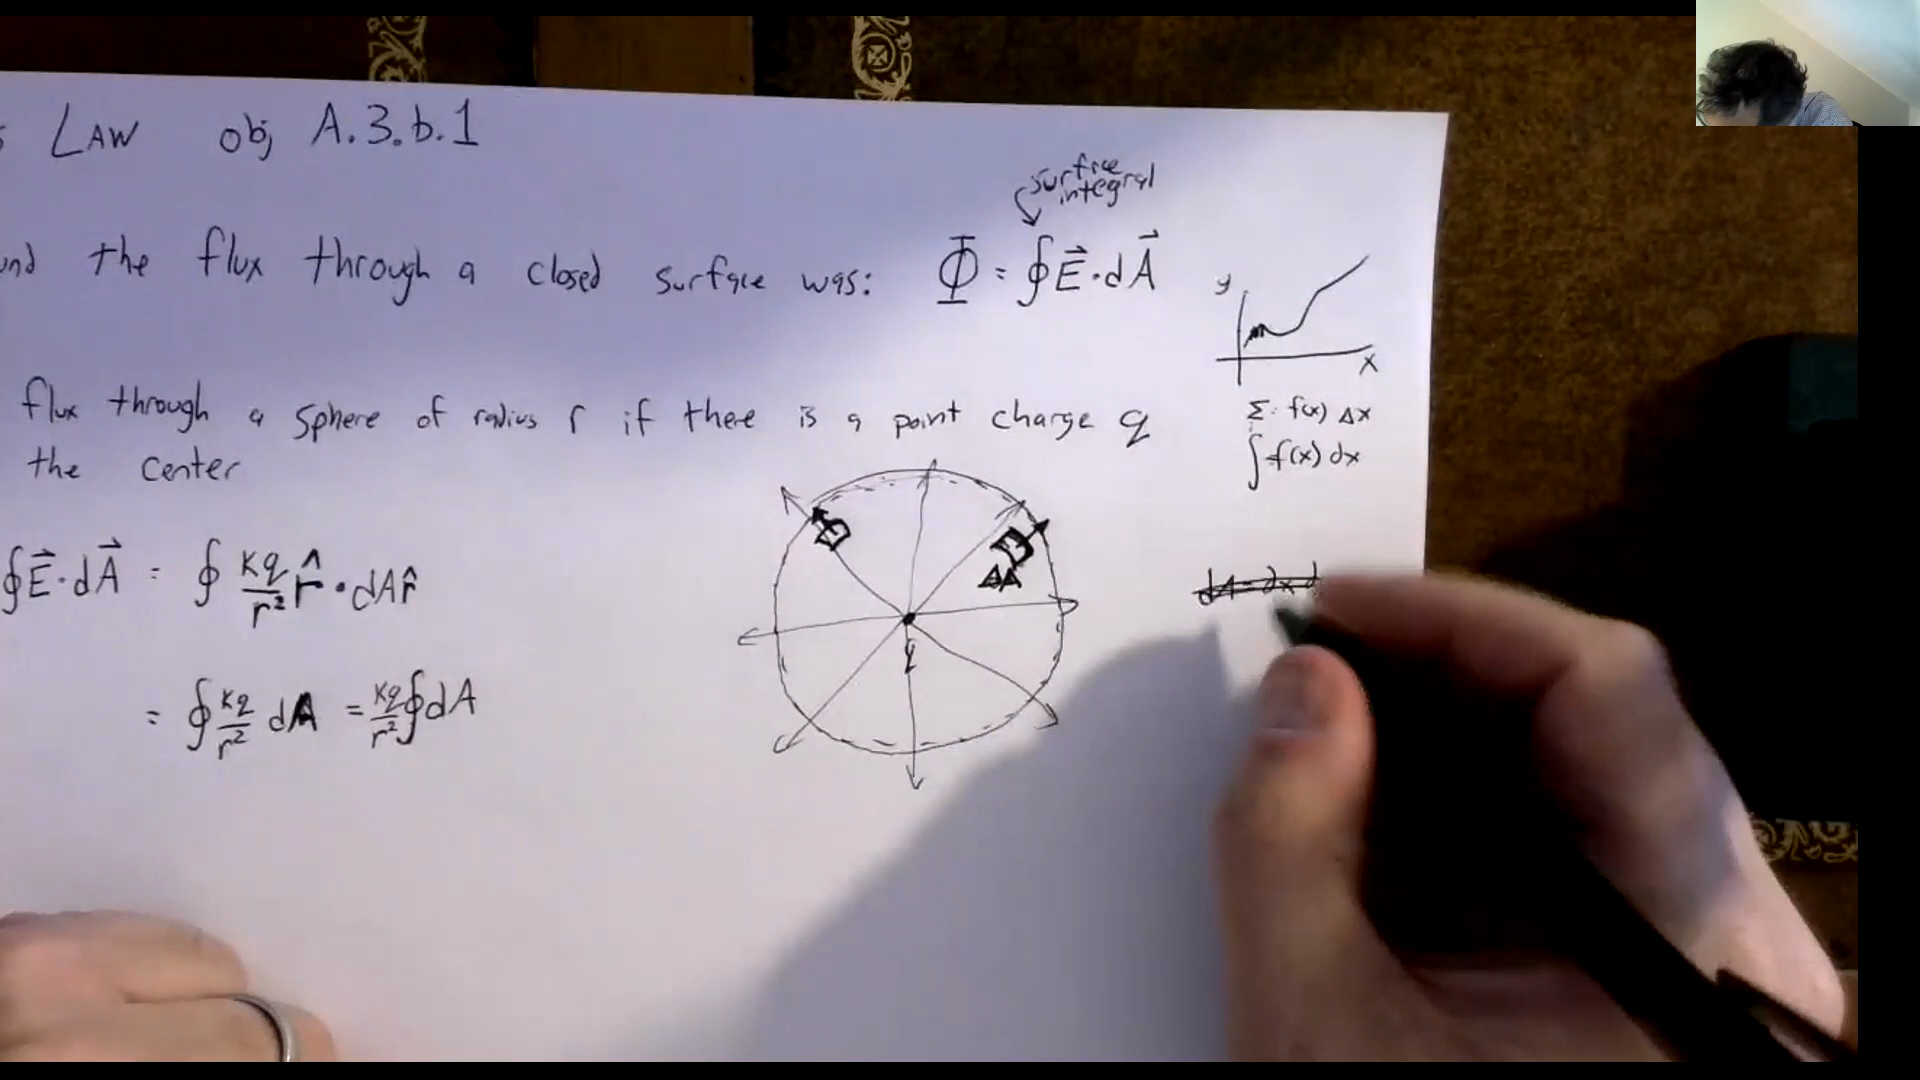 LAW obj A.3.b.1
surface
integral
the flux through a closed surface was: Φ = ∮E⃗·dA⃗
y
x
flux through a sphere of radius r if there is a point charge q
the center
Σ f(x) Δx
∫f(x) dx
∮E⃗·dA⃗ = ∮ kq/r² r̂ · dA r̂
ΔA
q
= ∮ kq/r² dA = kq/r² ∮dA